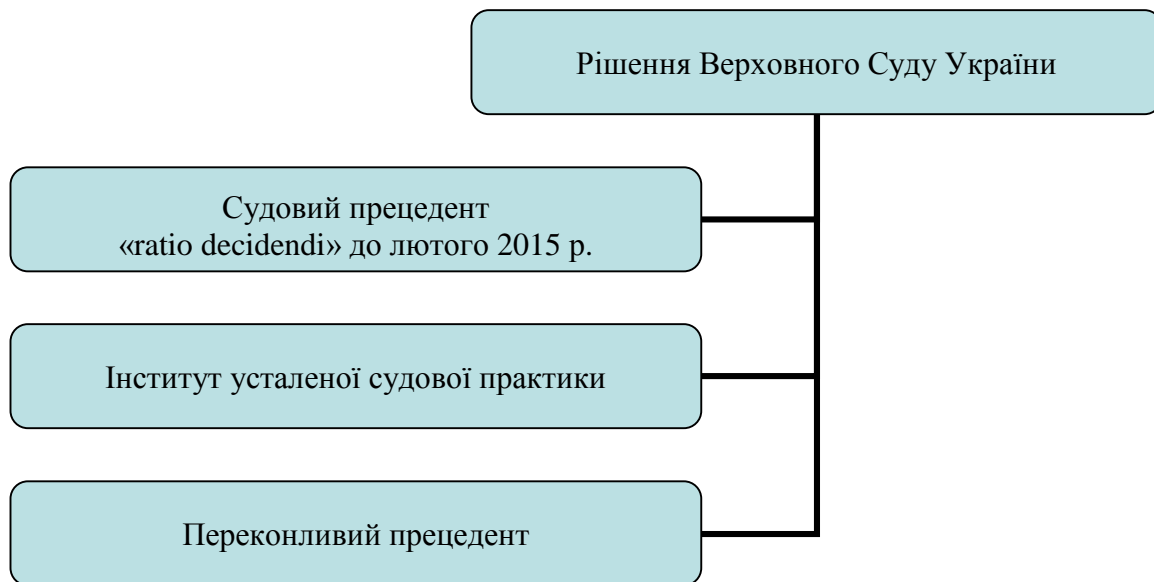 Рішення Верховного Суду України
Судовий прецедент
«ratio decidendi» до лютого 2015 р.
Інститут усталеної судової практики
Переконливий прецедент